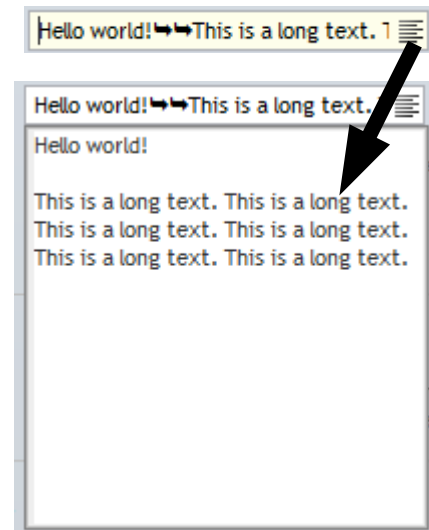 Hello world!➥➥This is a long text. T
Hello world!➥➥This is a long text.
Hello world!
This is a long text. This is a long text.
This is a long text. This is a long text.
This is a long text. This is a long text.